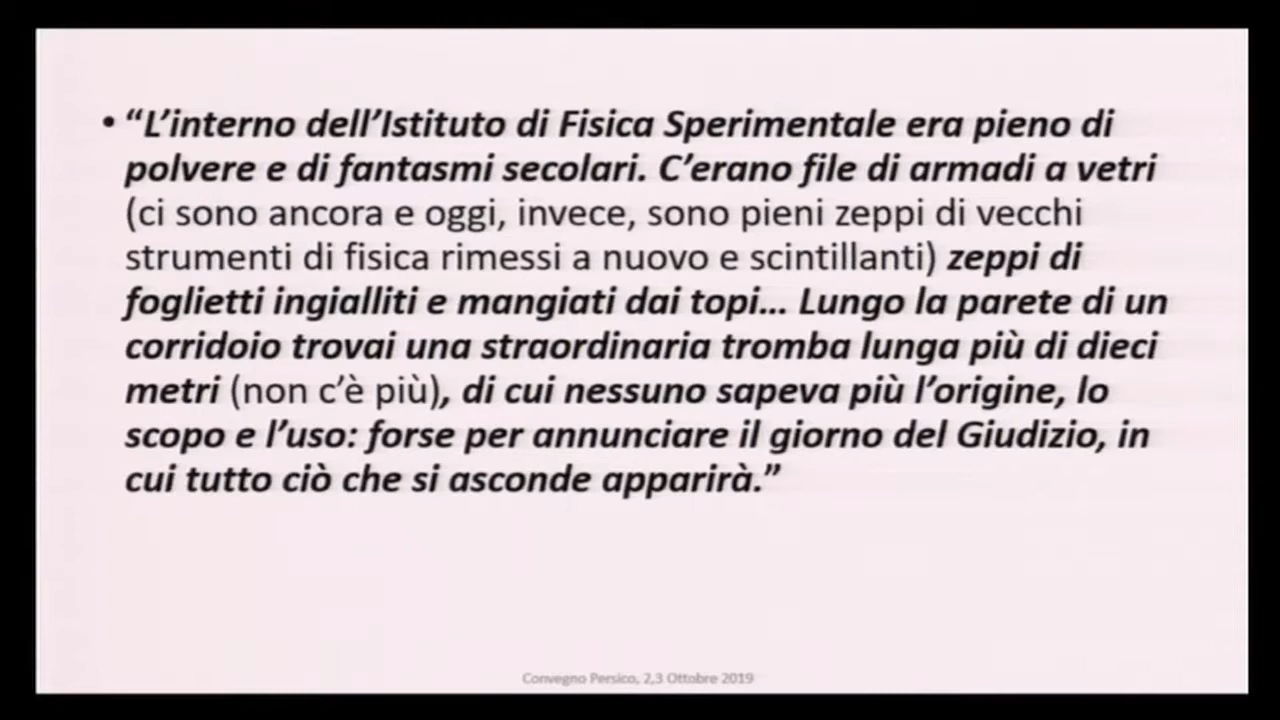 • “L’interno dell’Istituto di Fisica Sperimentale era pieno di
polvere e di fantasmi secolari. C’erano file di armadi a vetri
(ci sono ancora e oggi, invece, sono pieni zeppi di vecchi
strumenti di fisica rimessi a nuovo e scintillanti) zeppi di
foglietti ingialliti e mangiati dai topi... Lungo la parete di un
corridoio trovai una straordinaria tromba lunga più di dieci
metri (non c’è più), di cui nessuno sapeva più l’origine, lo
scopo e l’uso: forse per annunciare il giorno del Giudizio, in
cui tutto ciò che si asconde apparirà.”
Convegno Persico, 2,3 Ottobre 2019